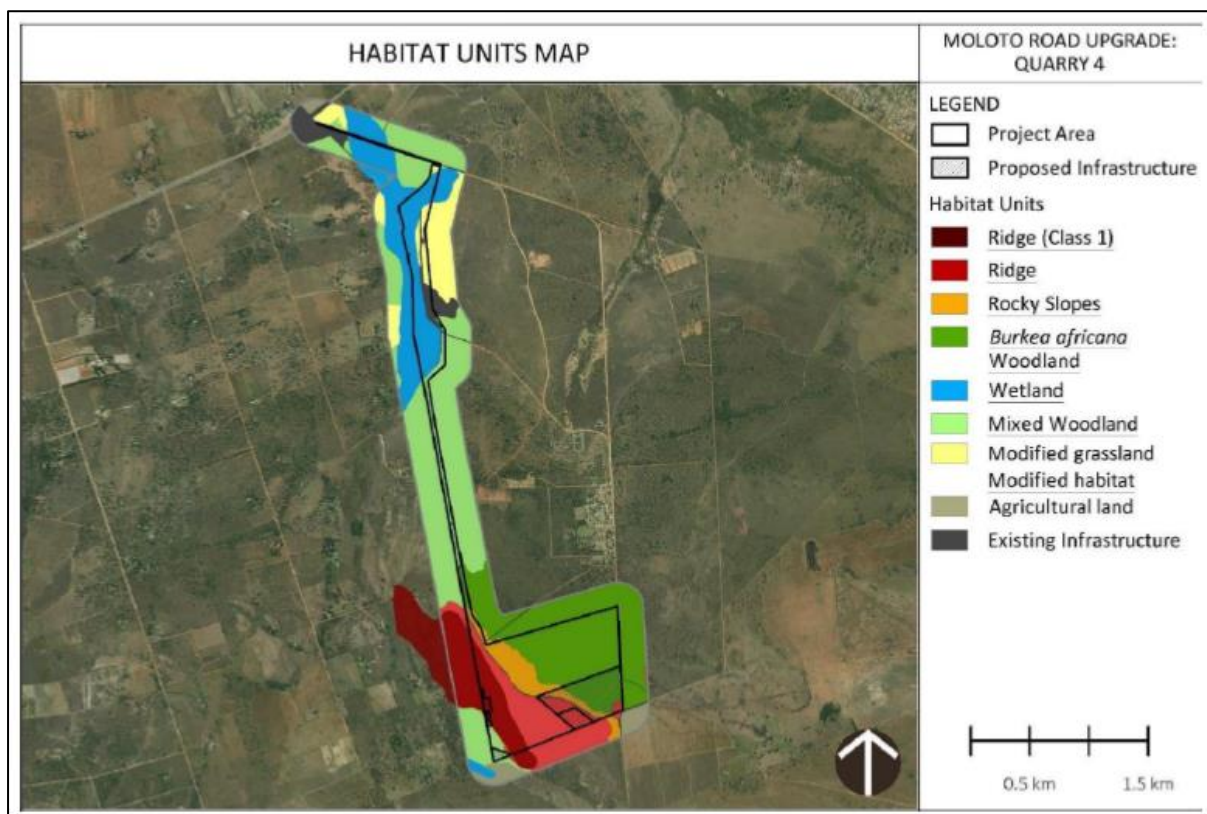 HABITAT UNITS MAP
MOLOTO ROAD UPGRADE:
QUARRY 4
LEGEND
Project Area
Proposed Infrastructure
Habitat Units
Ridge (Class 1)
Ridge
Rocky Slopes
Burkea africana
Woodland
Wetland
Mixed Woodland
Modified grassland
Modified habitat
Agricultural land
Existing Infrastructure
0.5 km
1.5 km